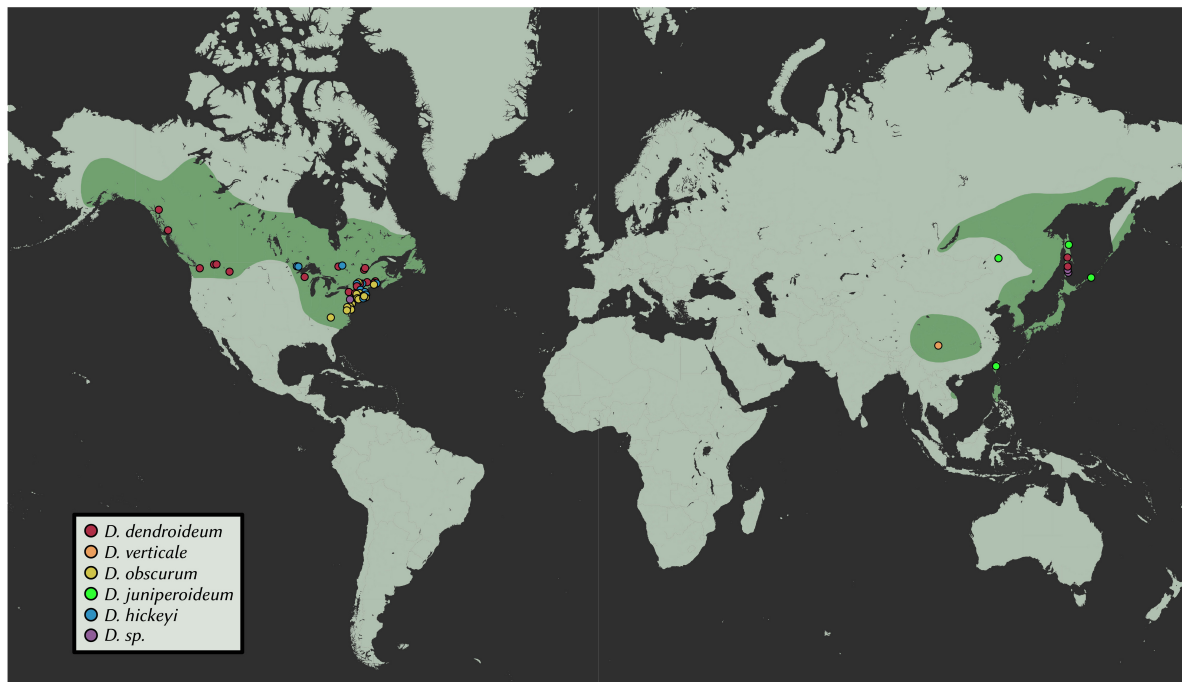 D. dendroideum
D. verticale
D. obscurum
D. juniperoideum
D. hickeyi
D. sp.